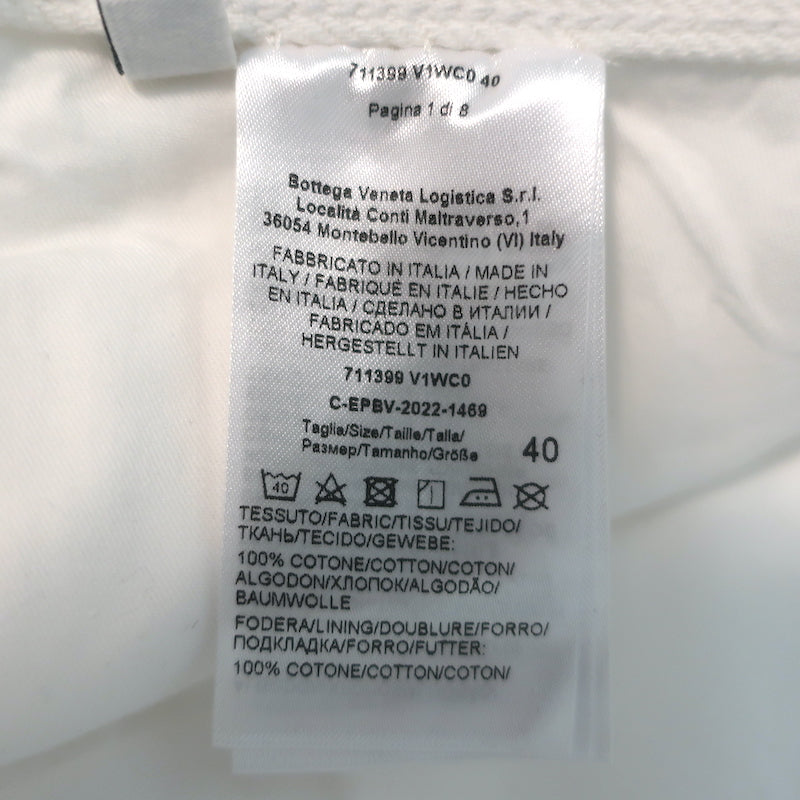 711399 V1WC0 40
Pagina 1 di 8
Bottega Veneta Logistica S.r.l.
Località Conti Maltraverso,1
36054 Montebello Vicentino (VI) Italy
FABBRICATO IN ITALIA / MADE IN
ITALY / FABRIQUÉ EN ITALIE / HECHO
EN ITALIA / СДЕЛАНО В ИТАЛИИ /
FABRICADO EM ITÁLIA /
HERGESTELLT IN ITALIEN
711399 V1WC0
C-EPBV-2022-1469
Taglia/Size/Taille/Talla/
Размер/Tamanho/Größe 40
40
TESSUTO/FABRIC/TISSU/TEJIDO/
ТКАНЬ/TECIDO/GEWEBE:
100% COTONE/COTTON/COTON/
ALGODON/ХЛОПОК/ALGODÃO/
BAUMWOLLE
FODERA/LINING/DOUBLURE/FORRO/
ПОДКЛАДКА/FORRO/FUTTER:
100% COTONE/COTTON/COTON/